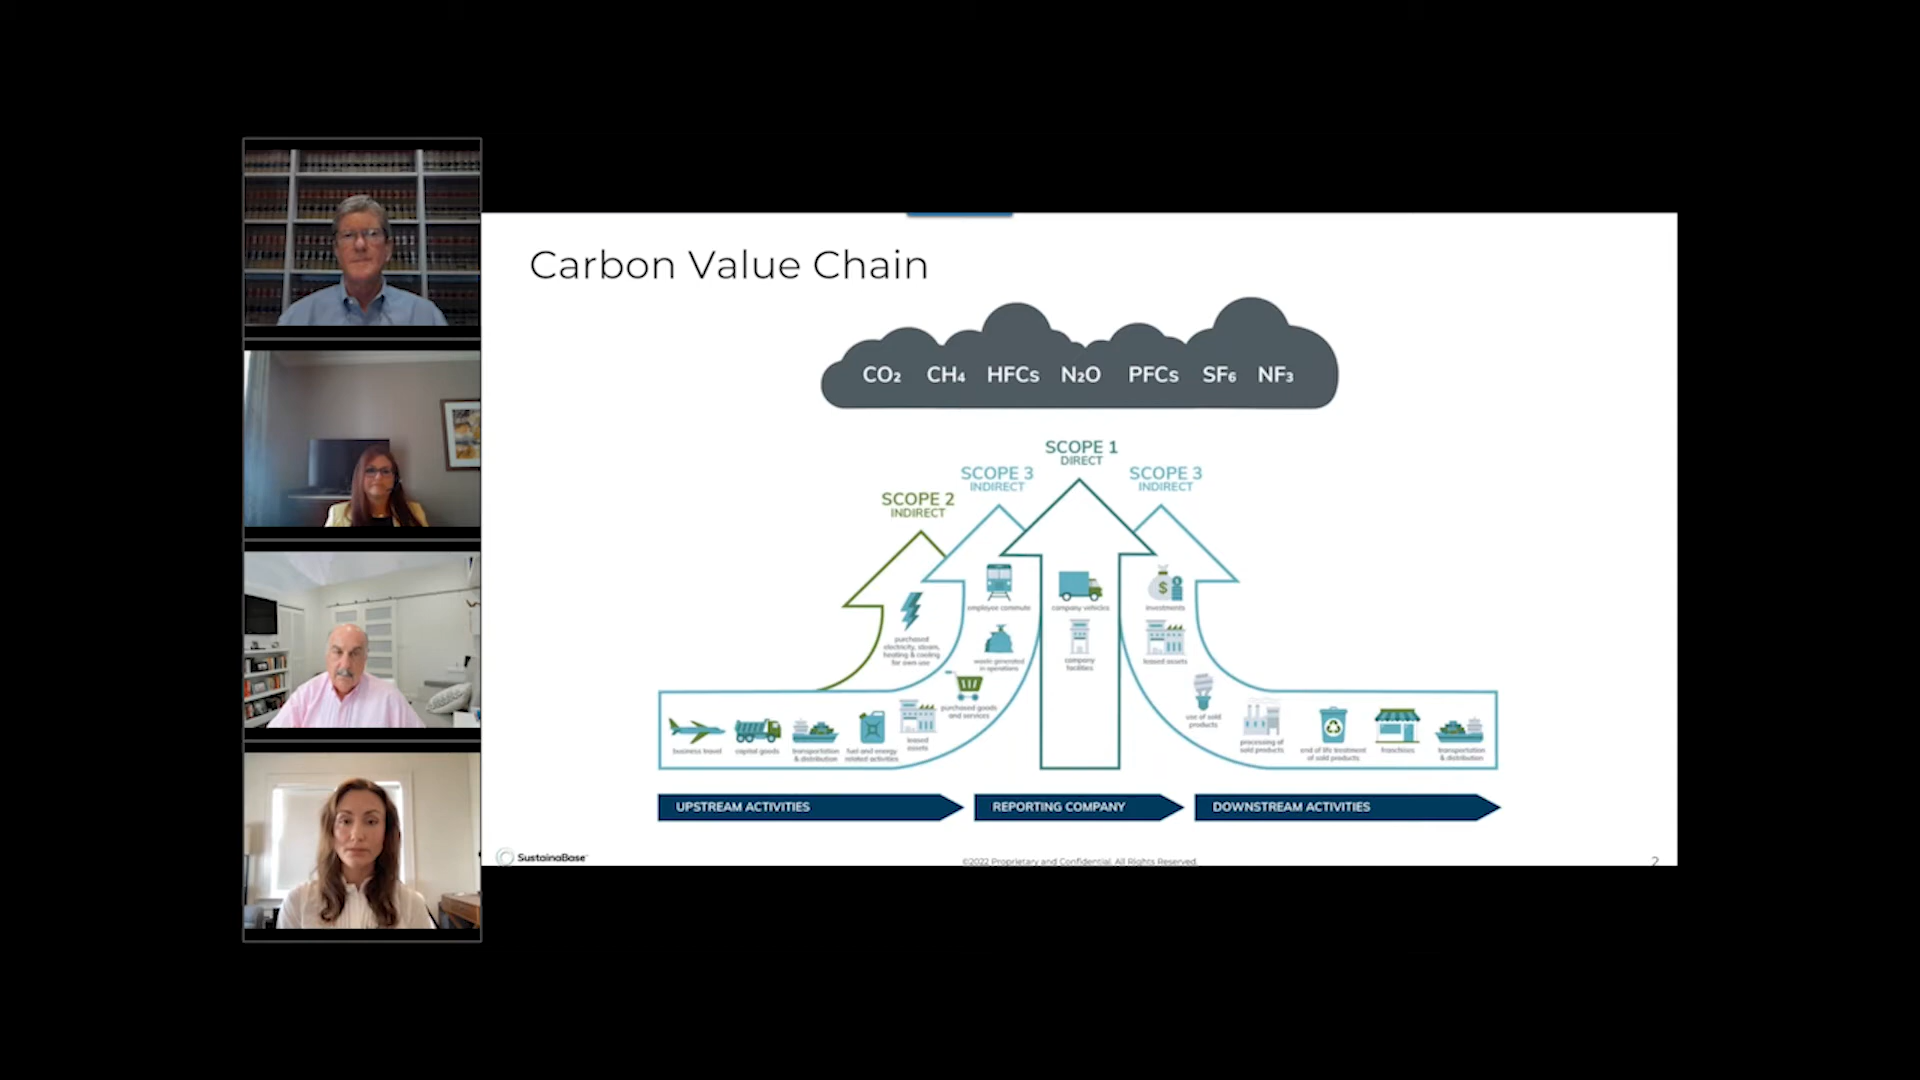 Carbon Value Chain
CO₂ CH₄ HFCs N₂O PFCs SF₆ NF₃
SCOPE 1
DIRECT
SCOPE 3
INDIRECT
SCOPE 3
INDIRECT
SCOPE 2
INDIRECT
employee commute
company vehicles
investments
purchased
electricity, steam,
heating & cooling
for own use
waste generated
in operations
company
facilities
leased assets
purchased goods
and services
use of sold
products
business travel
capital goods
transportation
& distribution
fuel and energy
related activities
leased
assets
processing of
sold products
end of life treatment
of sold products
franchises
transportation
& distribution
UPSTREAM ACTIVITIES
REPORTING COMPANY
DOWNSTREAM ACTIVITIES
SustainaBase
©2022 Proprietary and Confidential. All Rights Reserved.
2